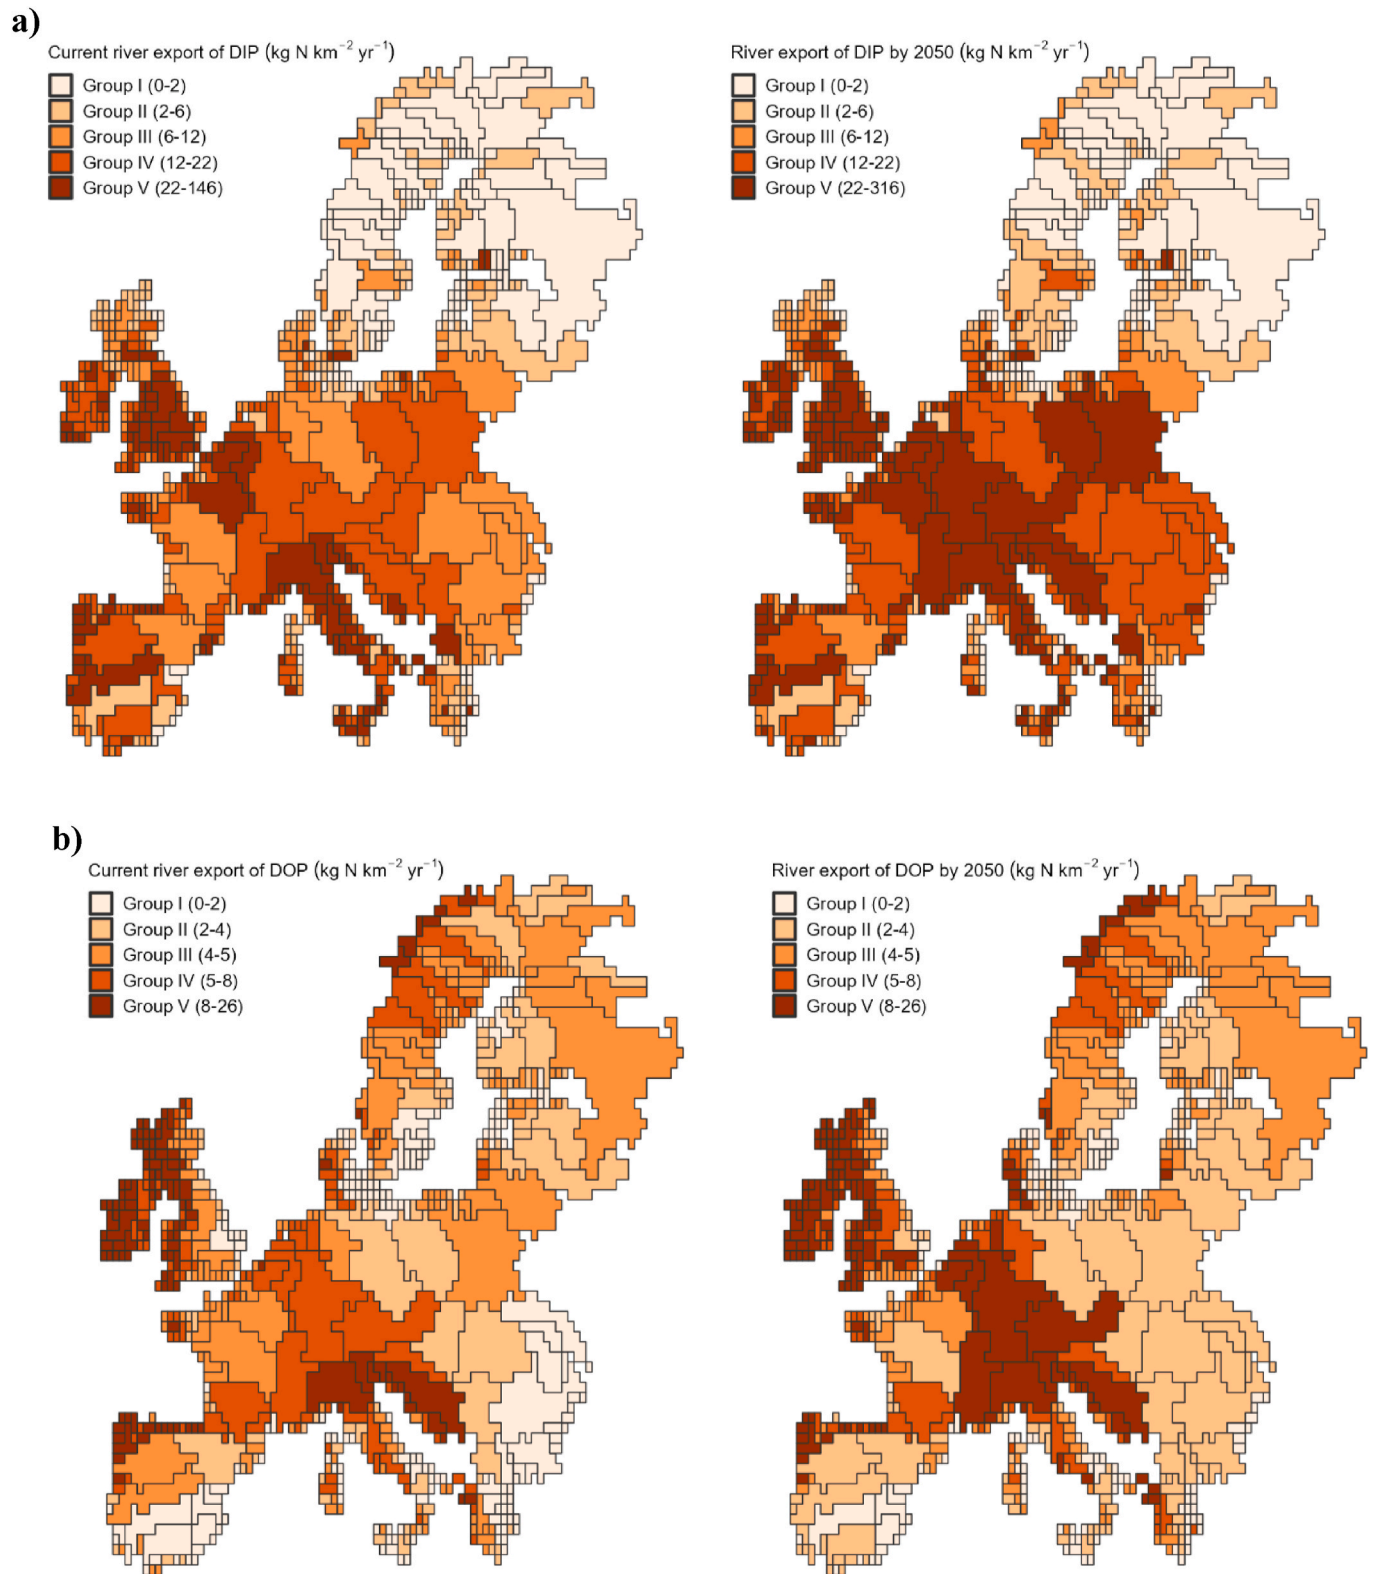 a)
Current river export of DIP (kg N km⁻² yr⁻¹)
Group I (0-2)
Group II (2-6)
Group III (6-12)
Group IV (12-22)
Group V (22-146)
River export of DIP by 2050 (kg N km⁻² yr⁻¹)
Group I (0-2)
Group II (2-6)
Group III (6-12)
Group IV (12-22)
Group V (22-316)
b)
Current river export of DOP (kg N km⁻² yr⁻¹)
Group I (0-2)
Group II (2-4)
Group III (4-5)
Group IV (5-8)
Group V (8-26)
River export of DOP by 2050 (kg N km⁻² yr⁻¹)
Group I (0-2)
Group II (2-4)
Group III (4-5)
Group IV (5-8)
Group V (8-26)